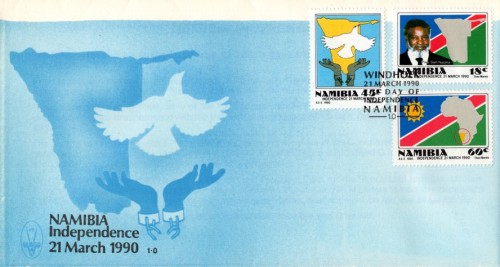 NAMIBIA 45c
INDEPENDENCE 21 MARCH 1990
18c
NAMIBIA
INDEPENDENCE 21 MARCH 1990
WINDHOEK
21 MARCH 1990
DAY OF
INDEPENDENCE
NAMIBIA
1.0
NAMIBIA 60c
INDEPENDENCE 21 MARCH 1990
NAMIBIA
Independence
21 March 1990 1·0